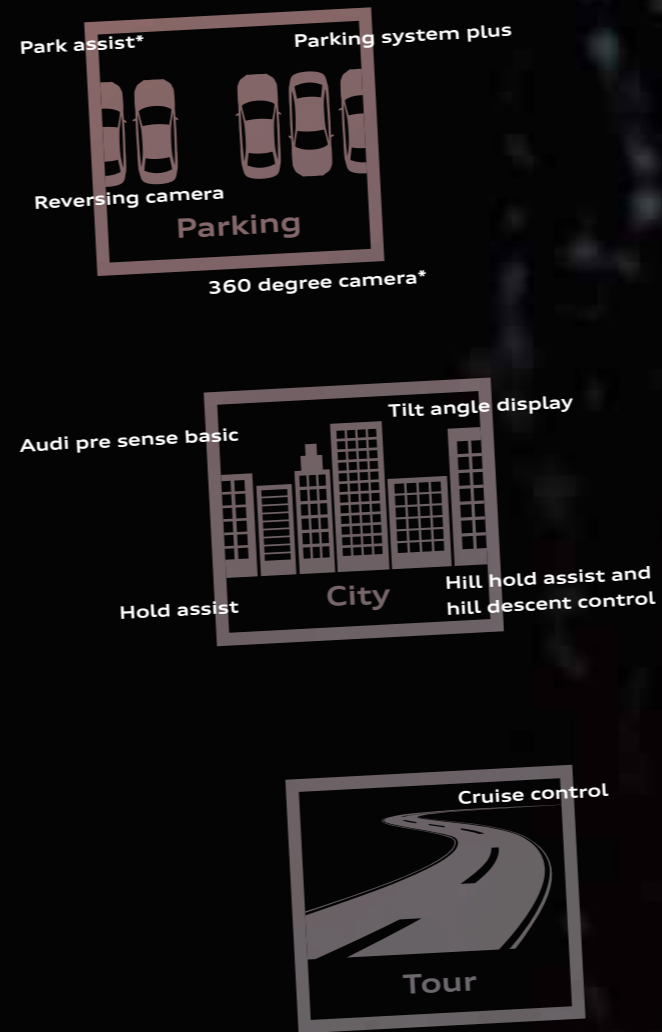 Park assist*
Parking system plus
Reversing camera
Parking
360 degree camera*
Tilt angle display
Audi pre sense basic
Hill hold assist and
hill descent control
Hold assist
City
Cruise control
Tour